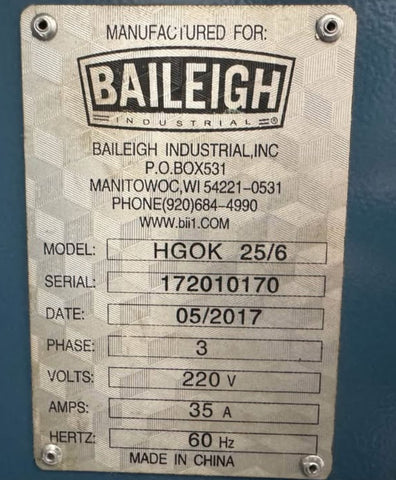 MANUFACTURED FOR:
BAILEIGH
INDUSTRIAL ®
BAILEIGH INDUSTRIAL,INC
P.O.BOX531
MANITOWOC,WI 54221-0531
PHONE(920)684-4990
WWW.bii1.COM
MODEL: HGOK 25/6
SERIAL: 172010170
DATE: 05/2017
PHASE: 3
VOLTS: 220 V
AMPS: 35 A
HERTZ: 60 Hz
MADE IN CHINA